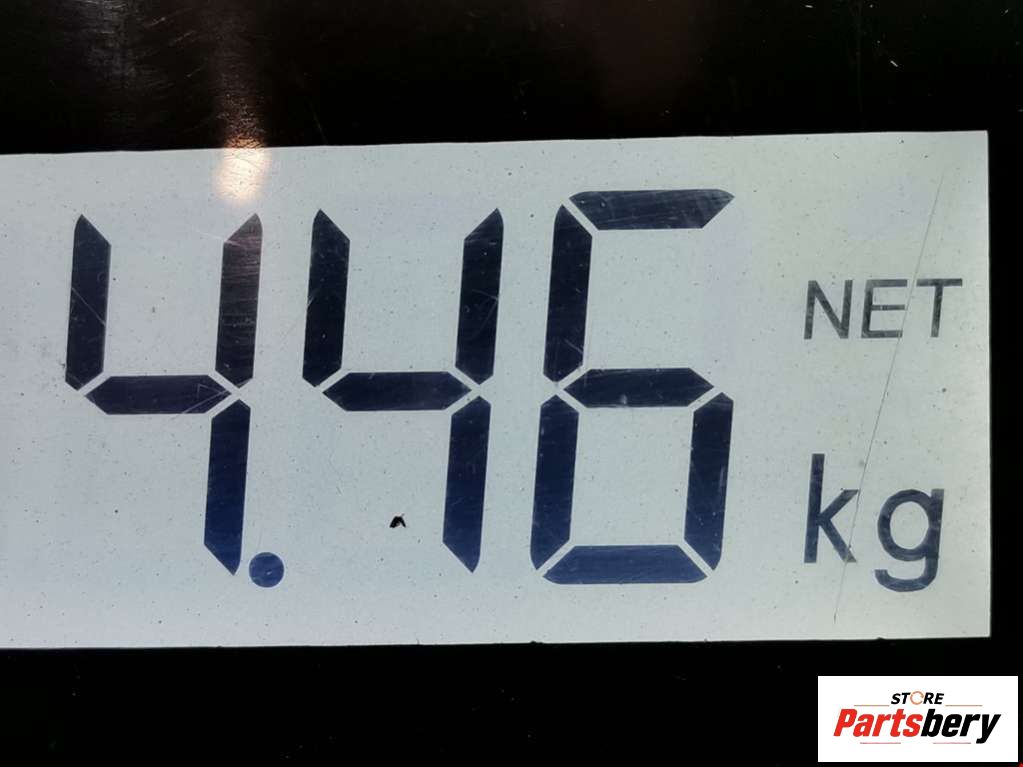 4.46 NET
kg
STORE
Partsbery